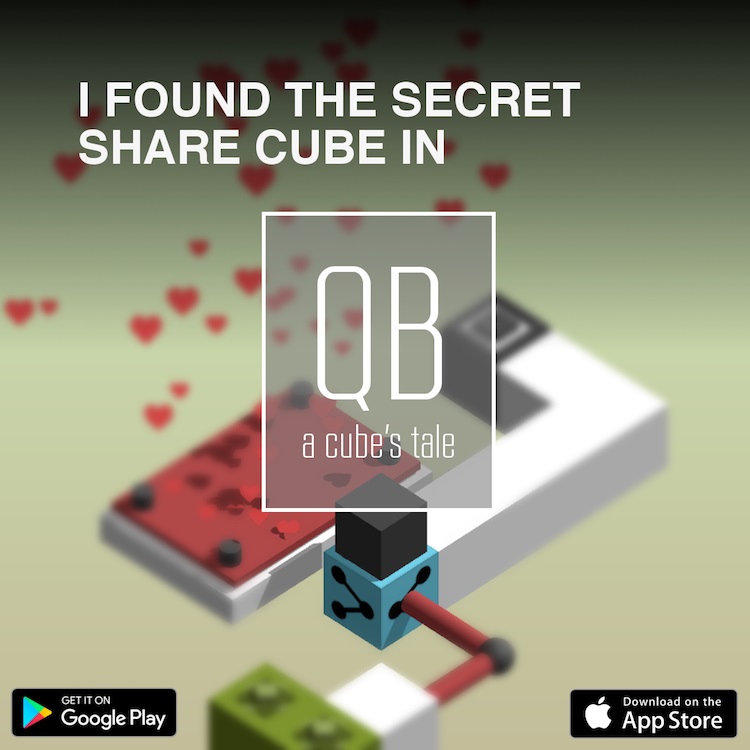 I FOUND THE SECRET
SHARE CUBE IN
QB
a cube's tale
GET IT ON
Google Play
Download on the
App Store